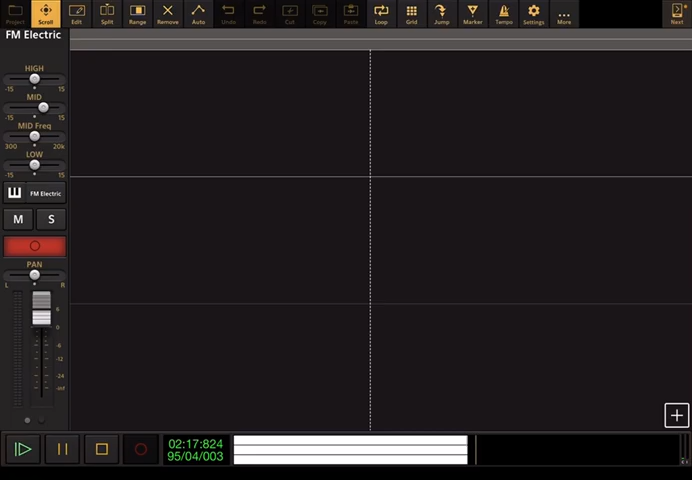 Project Scroll Edit Split Range Remove Auto Undo Redo Cut Copy Paste Loop Grid Jump Marker Tempo Settings More Next
FM Electric
HIGH
-15 15
MID
-15 15
MID Freq
300 20k
LOW
-15 15
FM Electric
M S
PAN
L R
6
0
-6
-12
-24
-inf
02:17:824
95/04/003